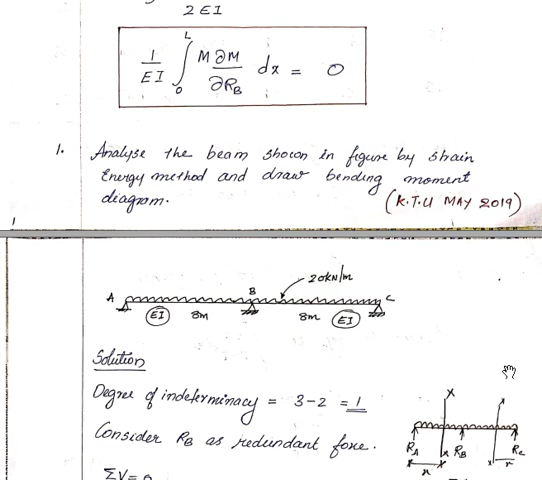 2 EI
1/EI ∫₀ᴸ M ∂M/∂R_B dx = 0
1. Analyse the beam shown in figure by strain
Energy method and draw bending moment
diagram.
(K.T.U MAY 2019)
20kN/m
A B C
EI 8m 8m EI
Solution
Degree of indeterminacy = 3-2 = 1
Consider R_B as redundant force.
x x
R_A x R_B x R_C
x x
ΣV=0